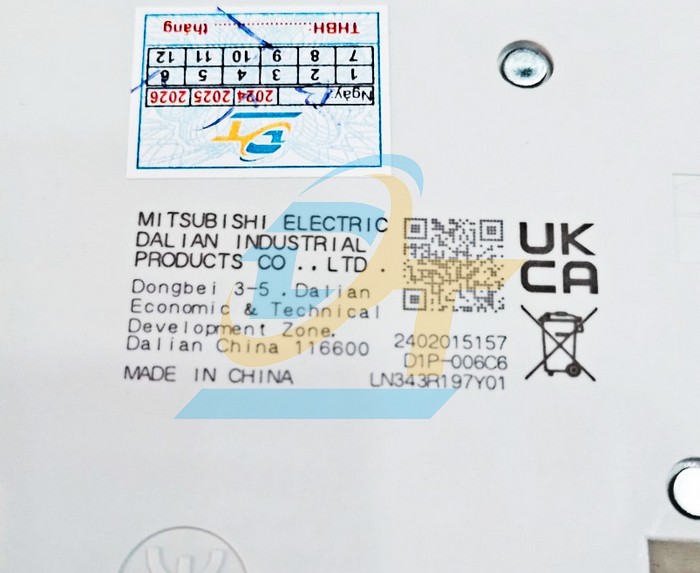 THBH: tháng
7 8 9 10 11 12
1 2 3 4 5 6
Ngày: 2024 2025 2026
DT
MITSUBISHI ELECTRIC
DALIAN INDUSTRIAL
PRODUCTS CO.,LTD.
Dongbei 3-5 .Dalian
Economic & Technical
Development Zone.
Dalian China 116600
MADE IN CHINA
2402015157
D1P-006C6
LN343R197Y01
UK
CA
DT